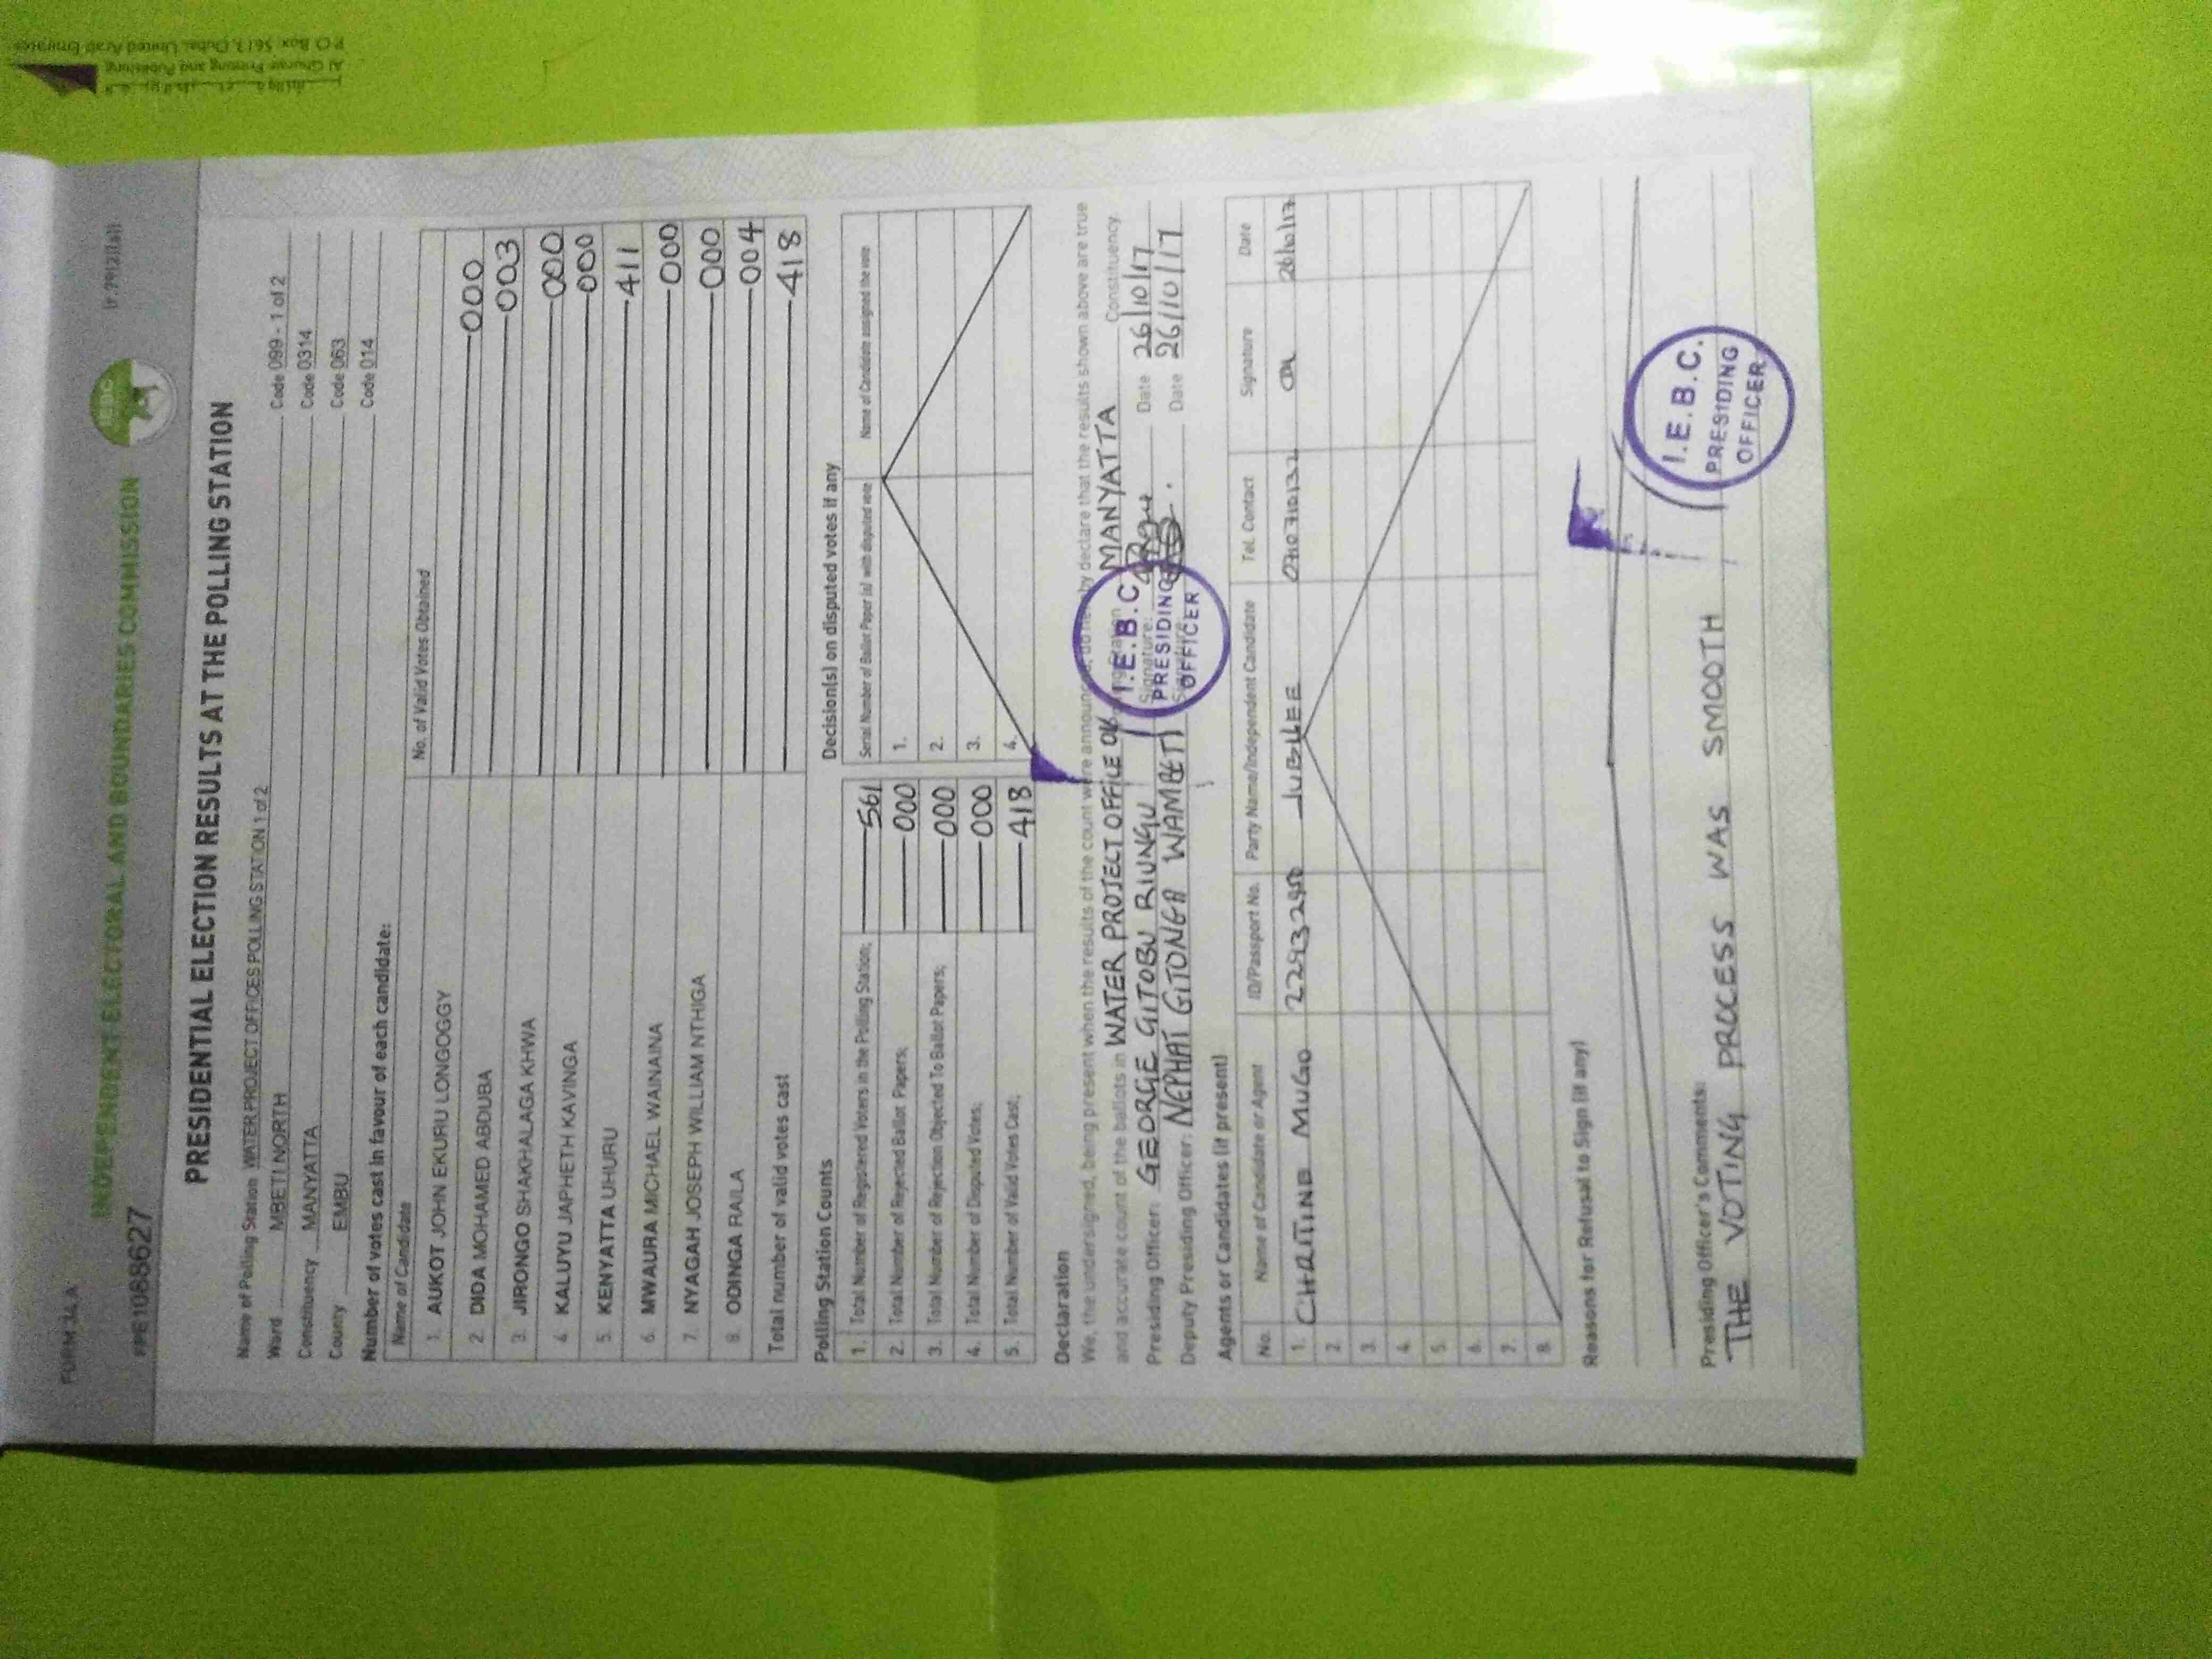 FORM 34A
(r.79(2)(a))
INDEPENDENT ELECTORAL AND BOUNDARIES COMMISSION
IEBC
PRESIDENTIAL ELECTION RESULTS AT THE POLLING STATION
Name of Polling Station WATER PROJECT OFFICES POLLING STATION 1 of 2 Code 099 - 1 of 2
Ward MBETI NORTH Code 0314
Constituency MANYATTA Code 063
County EMBU Code 014
Number of votes cast in favour of each candidate:
Name of Candidate No. of Valid Votes Obtained
1. AUKOT JOHN EKURU LONGOGGY 000
2. DIDA MOHAMED ABDUBA 003
3. JIRONGO SHAKHALAGA KHWA 000
4. KALUYU JAPHETH KAVINGA 000
5. KENYATTA UHURU 411
6. MWAURA MICHAEL WAINAINA 000
7. NYAGAH JOSEPH WILLIAM NTHIGA 000
8. ODINGA RAILA 004
Total number of valid votes cast 418
Polling Station Counts
1. Total Number of Registered Voters in the Polling Station; 561
2. Total Number of Rejected Ballot Papers; 000
3. Total Number of Rejection Objected To Ballot Papers; 000
4. Total Number of Disputed Votes; 000
5. Total Number of Valid Votes Cast; 418
Decision(s) on disputed votes if any
Serial Number of Ballot Paper (s) with disputed vote Name of Candidate assigned the vote
1.
2.
3.
4.
Declaration
We, the undersigned, being present when the results of the count were announced, do hereby declare that the results shown above are true
and accurate count of the ballots in WATER PROJECT OFFICE MANYATTA Constituency
Presiding Officer: GEORGE GITOBU RIUNGU Signature: Date 26/10/17
Deputy Presiding Officer: NEPHAT GITONGA WAMBETI Signature Date 26/10/17
I.E.B.C.
PRESIDING
OFFICER
Agents or Candidates (if present)
No. Name of Candidate or Agent ID/Passport No. Party Name/Independent Candidate Tel. Contact Signature Date
1. CHRITINE MUGO JUBILEE 26/10/17
2.
3.
4.
5.
6.
7.
8.
Reasons for Refusal to Sign (if any)
Presiding Officer's Comments:
THE VOTING PROCESS WAS SMOOTH
I.E.B.C.
PRESIDING
OFFICER
Al Ghurair Printing and Publishing
P.O Box: 5613, Dubai, United Arab Emirates